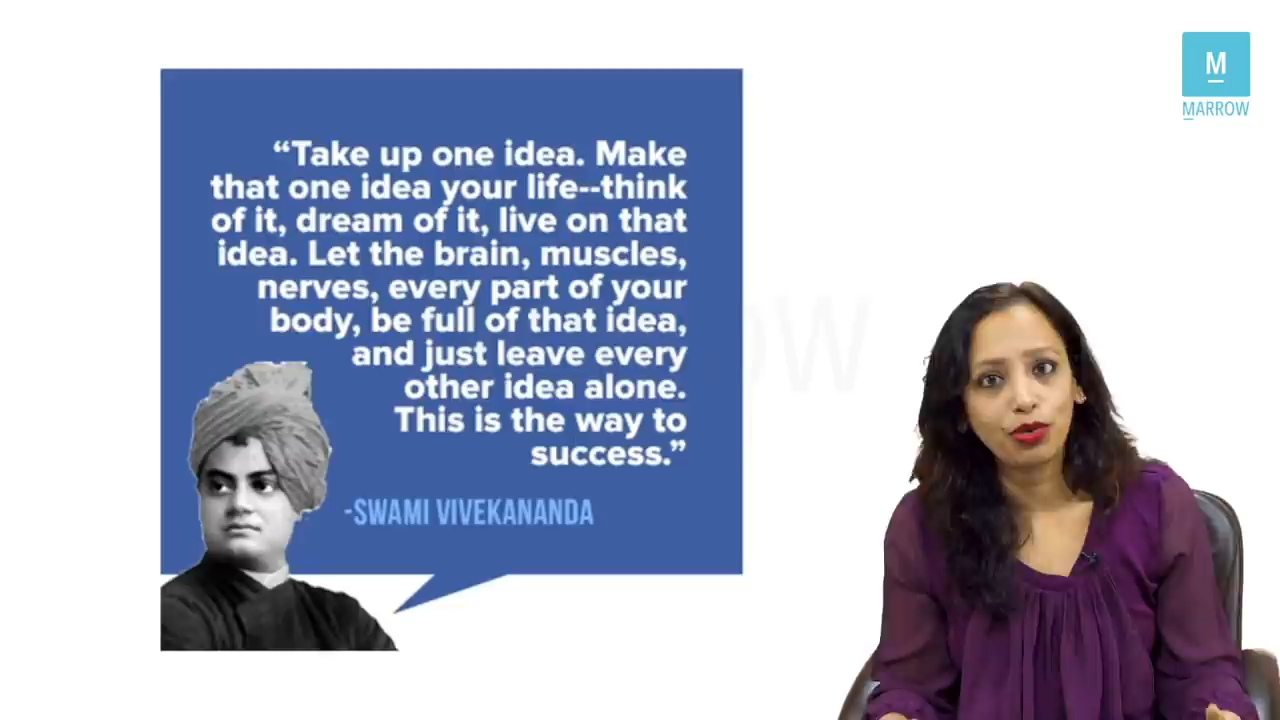 “Take up one idea. Make
that one idea your life--think
of it, dream of it, live on that
idea. Let the brain, muscles,
nerves, every part of your
body, be full of that idea,
and just leave every
other idea alone.
This is the way to
success.”
-SWAMI VIVEKANANDA
M
MARROW
OW